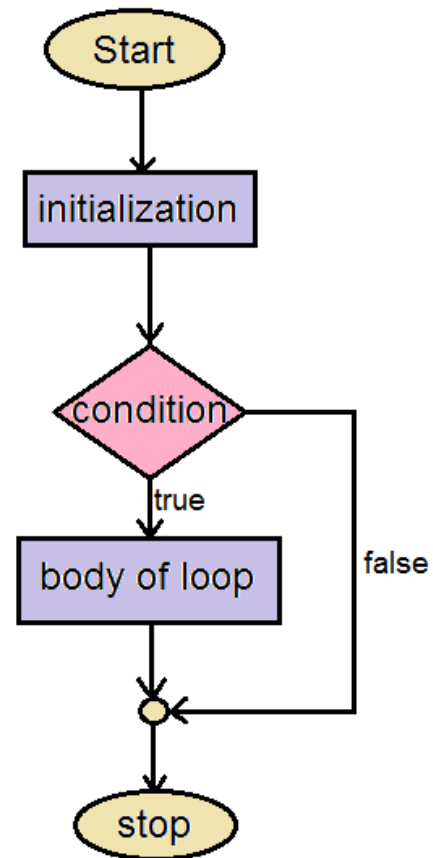 Start
initialization
condition
true
body of loop
false
stop